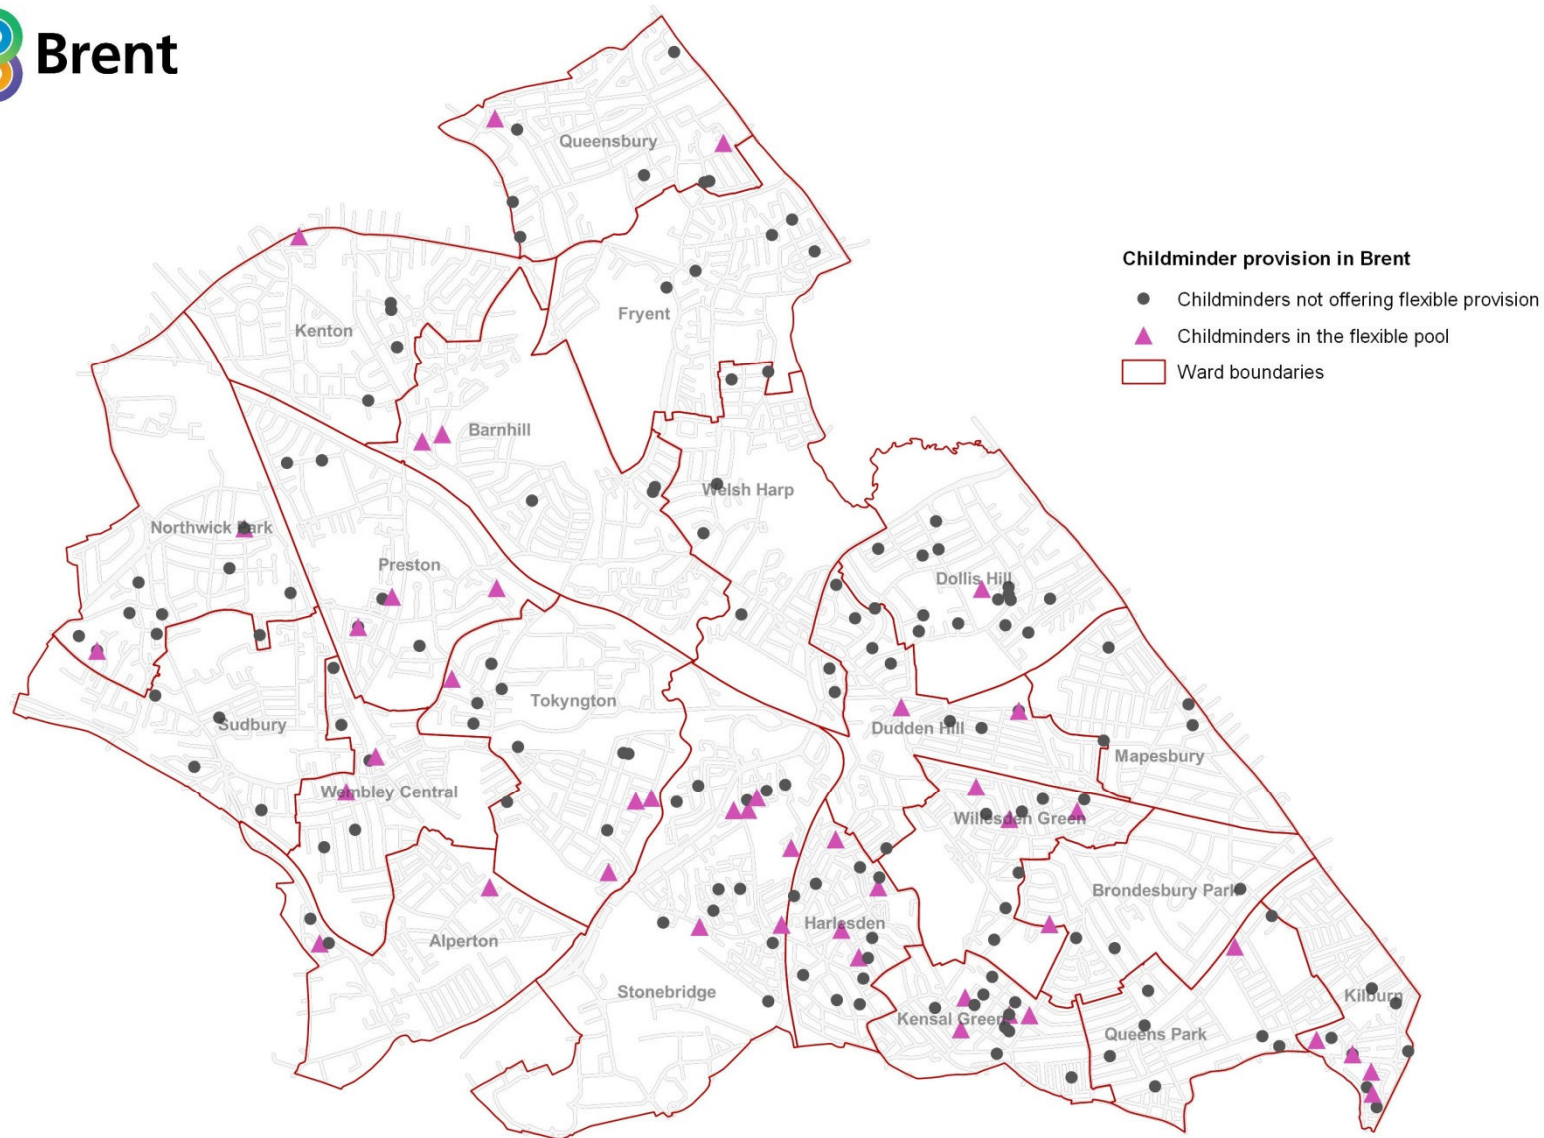 Brent
Queensbury
Childminder provision in Brent
Childminders not offering flexible provision
Childminders in the flexible pool
Ward boundaries
Fryent
Kenton
Barnhill
Welsh Harp
Northwick Park
Preston
Dollis Hill
Tokyngton
Sudbury
Dudden Hill
Mapesbury
Wembley Central
Willesden Green
Brondesbury Park
Harlesden
Alperton
Stonebridge
Kilburn
Kensal Green
Queens Park